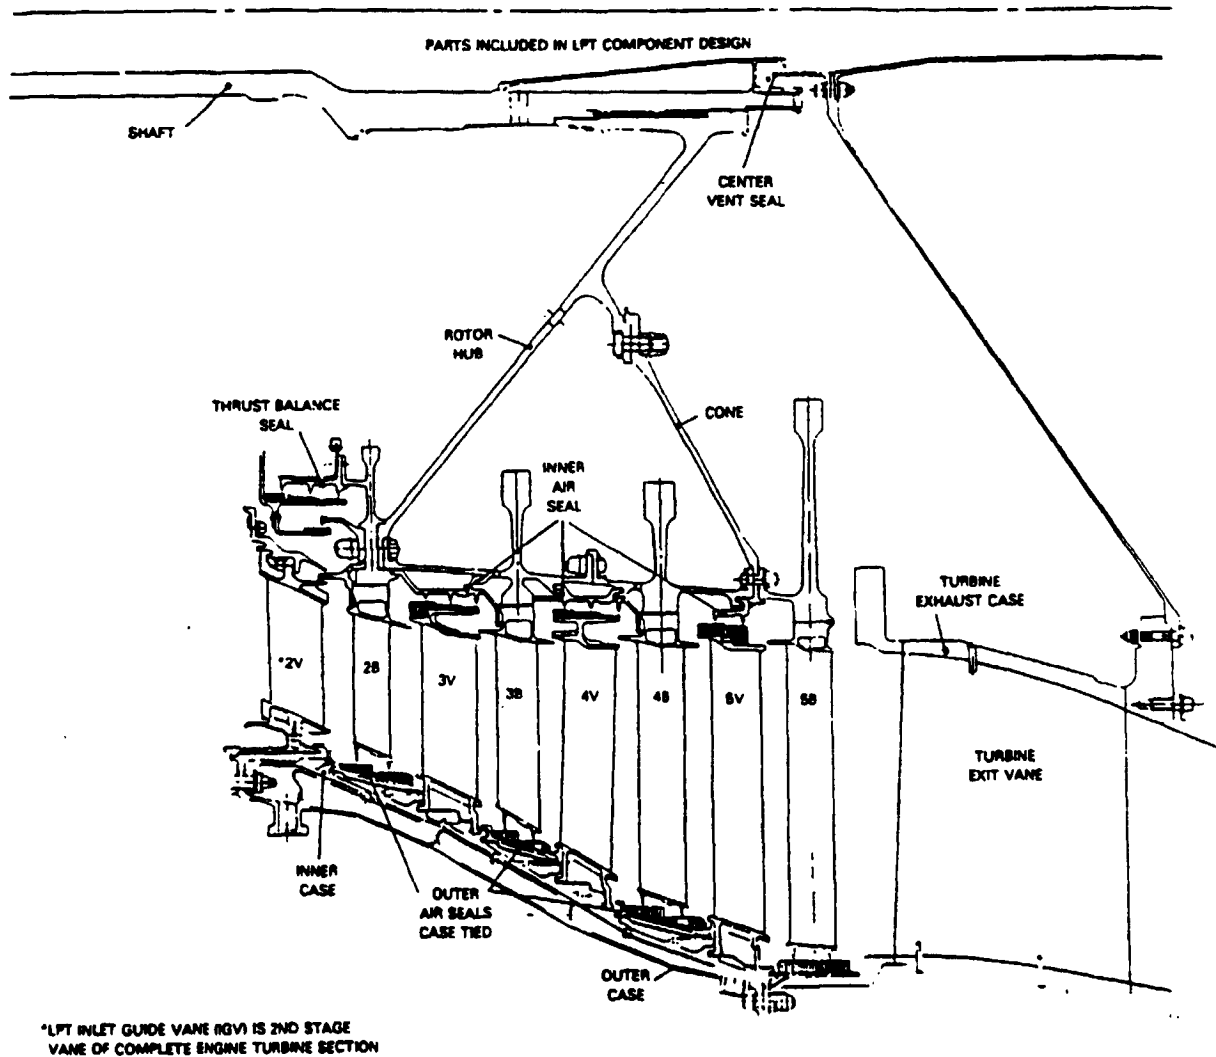 PARTS INCLUDED IN LPT COMPONENT DESIGN
SHAFT
CENTER
VENT SEAL
ROTOR
HUB
THRUST BALANCE
SEAL
CONE
INNER
AIR
SEAL
TURBINE
EXHAUST CASE
*2V
2B
3V
3B
4V
4B
5V
5B
TURBINE
EXIT VANE
INNER
CASE
OUTER
AIR SEALS
CASE TIED
OUTER
CASE
*LPT INLET GUIDE VANE (IGV) IS 2ND STAGE
VANE OF COMPLETE ENGINE TURBINE SECTION